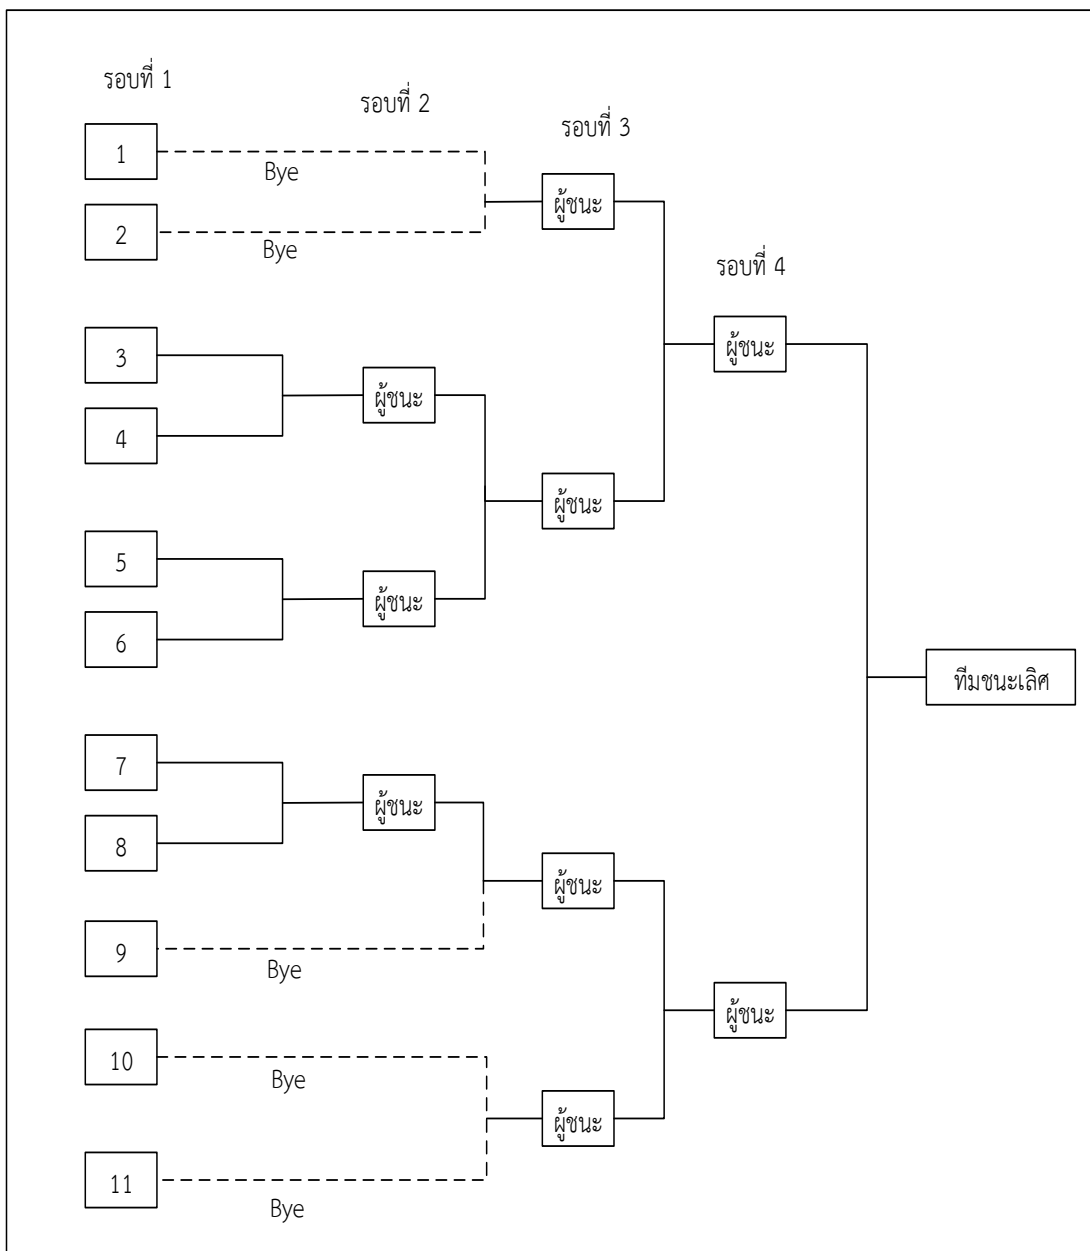 รอบที่ 1
รอบที่ 2
รอบที่ 3
1
Bye
ผู้ชนะ
2
Bye
รอบที่ 4
3
ผู้ชนะ
ผู้ชนะ
4
ผู้ชนะ
5
ผู้ชนะ
6
ทีมชนะเลิศ
7
ผู้ชนะ
8
ผู้ชนะ
9
Bye
ผู้ชนะ
10
Bye
ผู้ชนะ
11
Bye